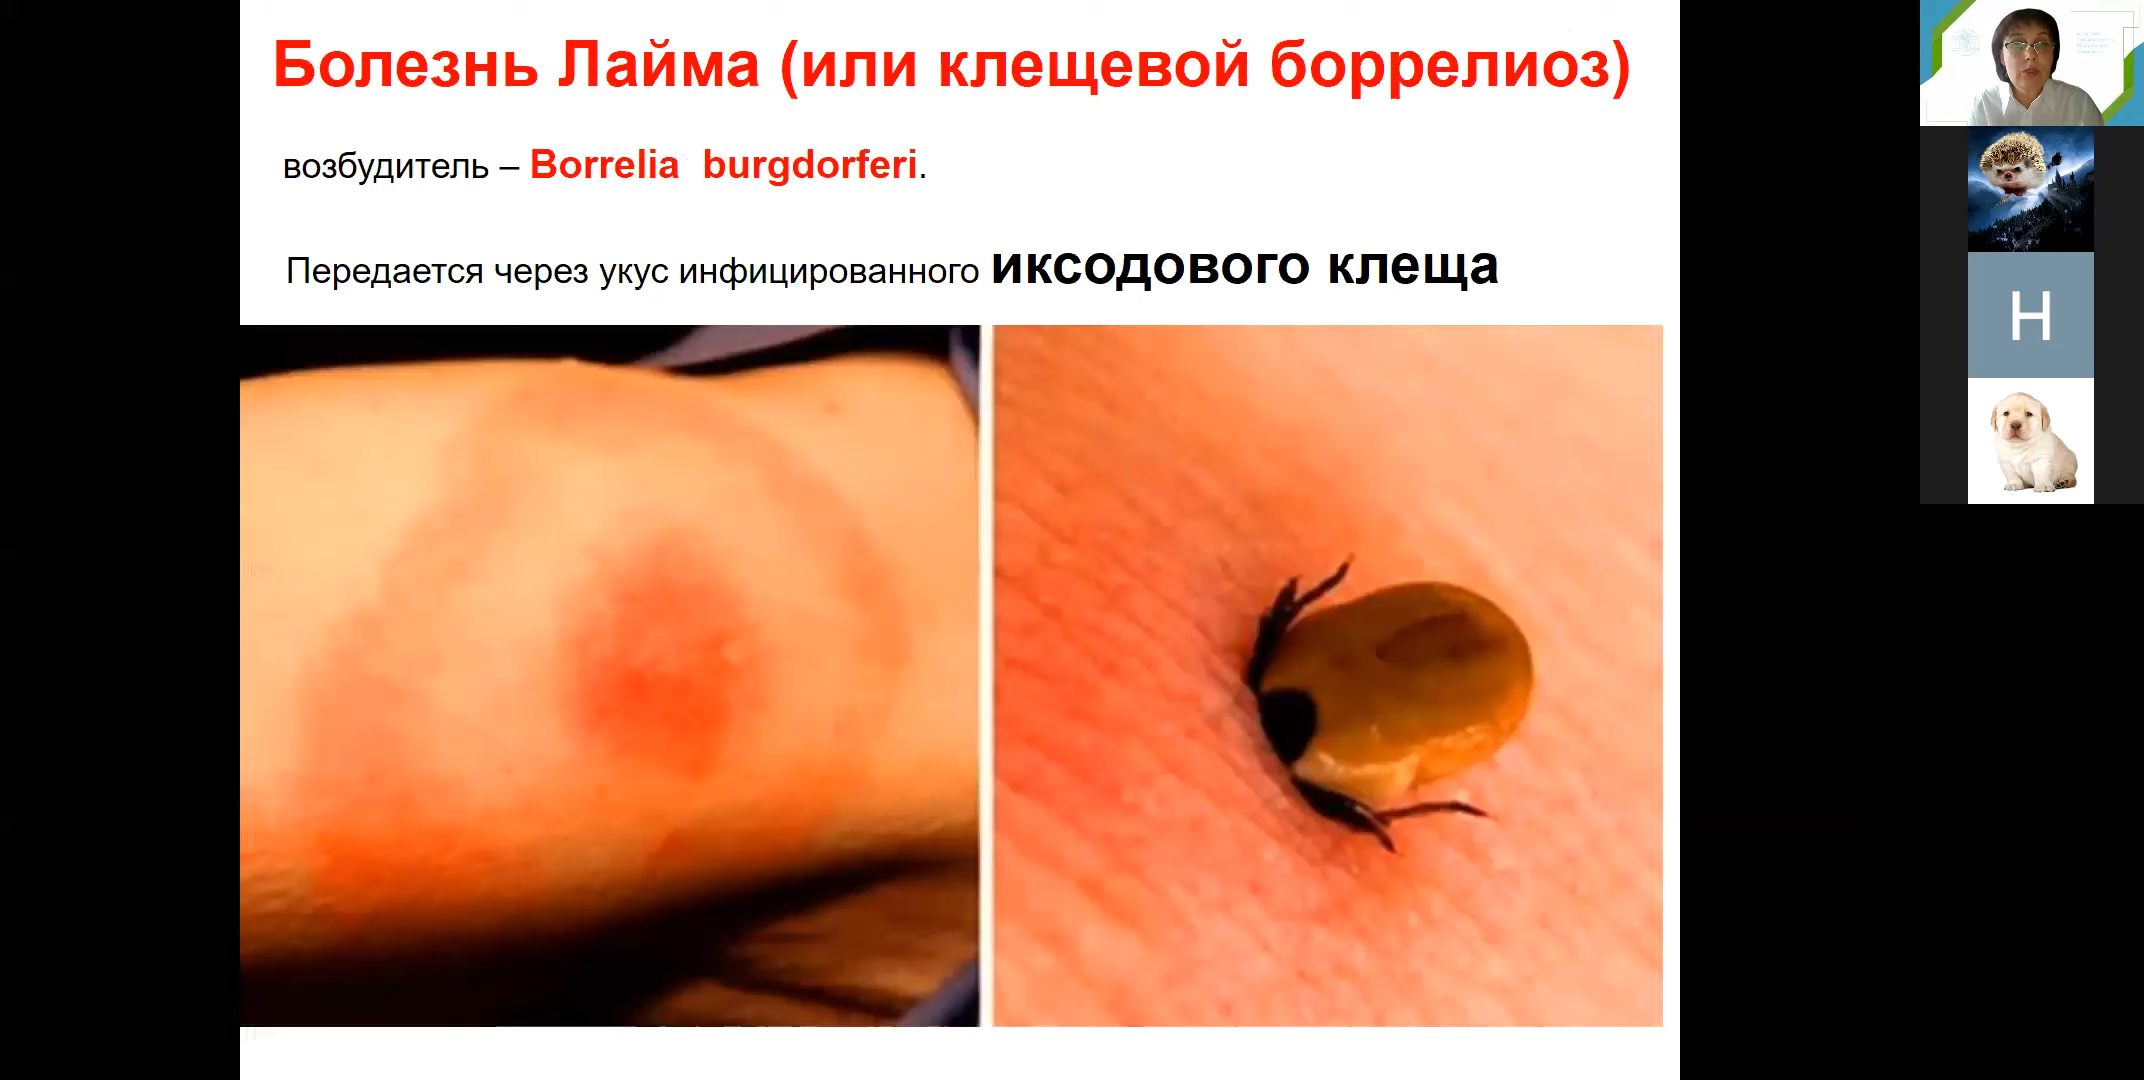 Болезнь Лайма (или клещевой боррелиоз)
возбудитель – Borrelia burgdorferi.
Передается через укус инфицированного иксодового клеща
Н